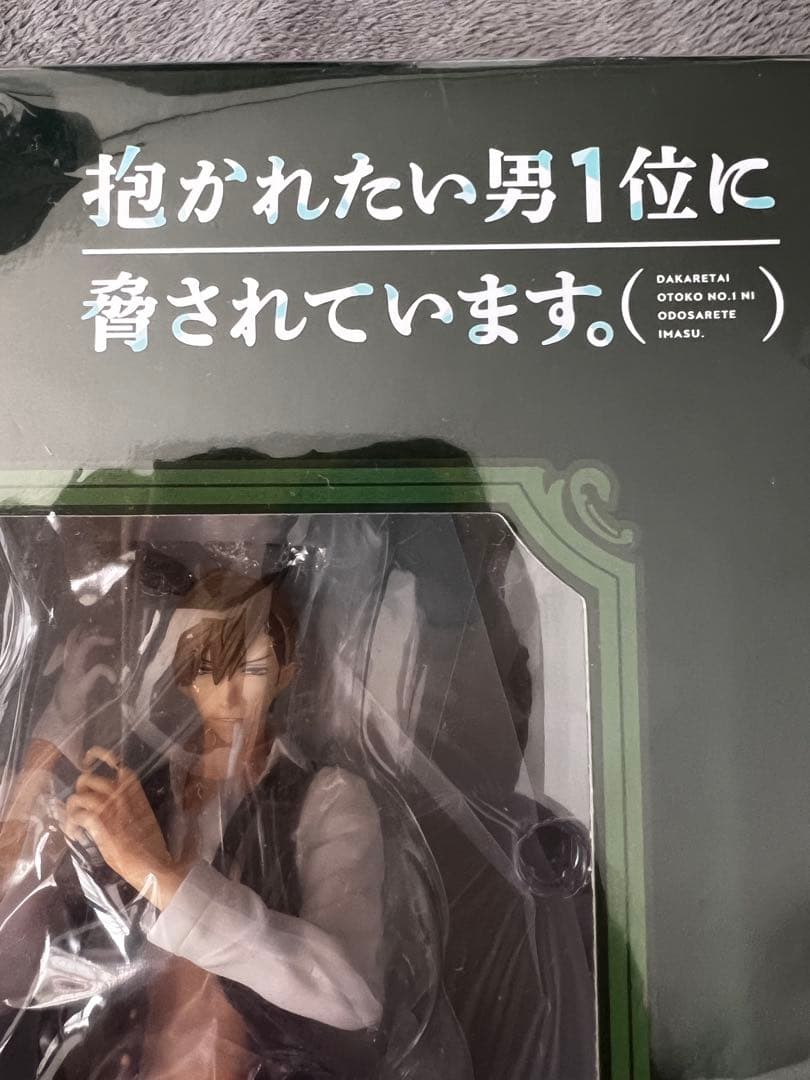 抱かれたい男1位に
脅されています。
DAKARETAI
OTOKO NO.1 NI
ODOSARETE
IMASU.